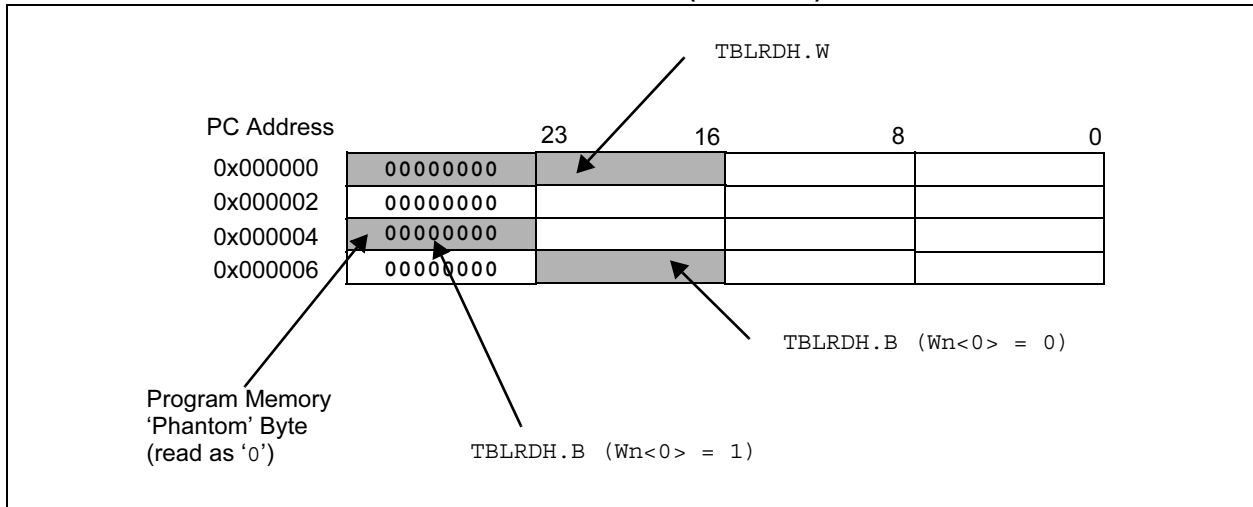 TBLRDH.W
PC Address
23 16 8 0
0x000000 00000000
0x000002 00000000
0x000004 00000000
0x000006 00000000
TBLRDH.B (Wn<0> = 0)
Program Memory
‘Phantom’ Byte
(read as ‘0’)
TBLRDH.B (Wn<0> = 1)